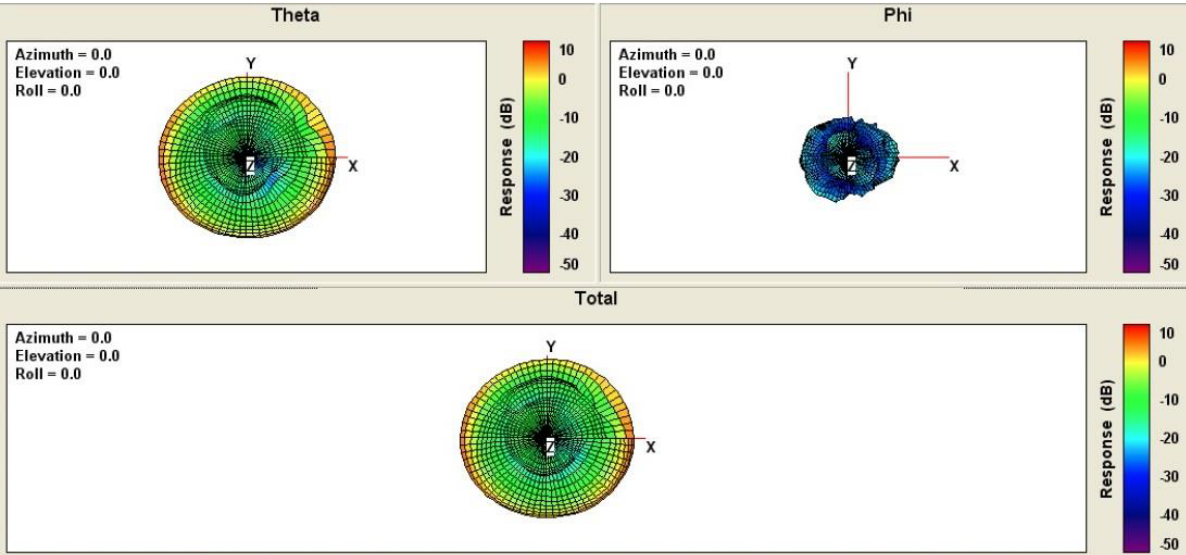 Theta
Azimuth = 0.0
Elevation = 0.0
Roll = 0.0
Y
X
Z
10
0
-10
-20
-30
-40
-50
Response (dB)
Phi
Azimuth = 0.0
Elevation = 0.0
Roll = 0.0
Y
X
Z
10
0
-10
-20
-30
-40
-50
Response (dB)
Total
Azimuth = 0.0
Elevation = 0.0
Roll = 0.0
Y
X
Z
10
0
-10
-20
-30
-40
-50
Response (dB)